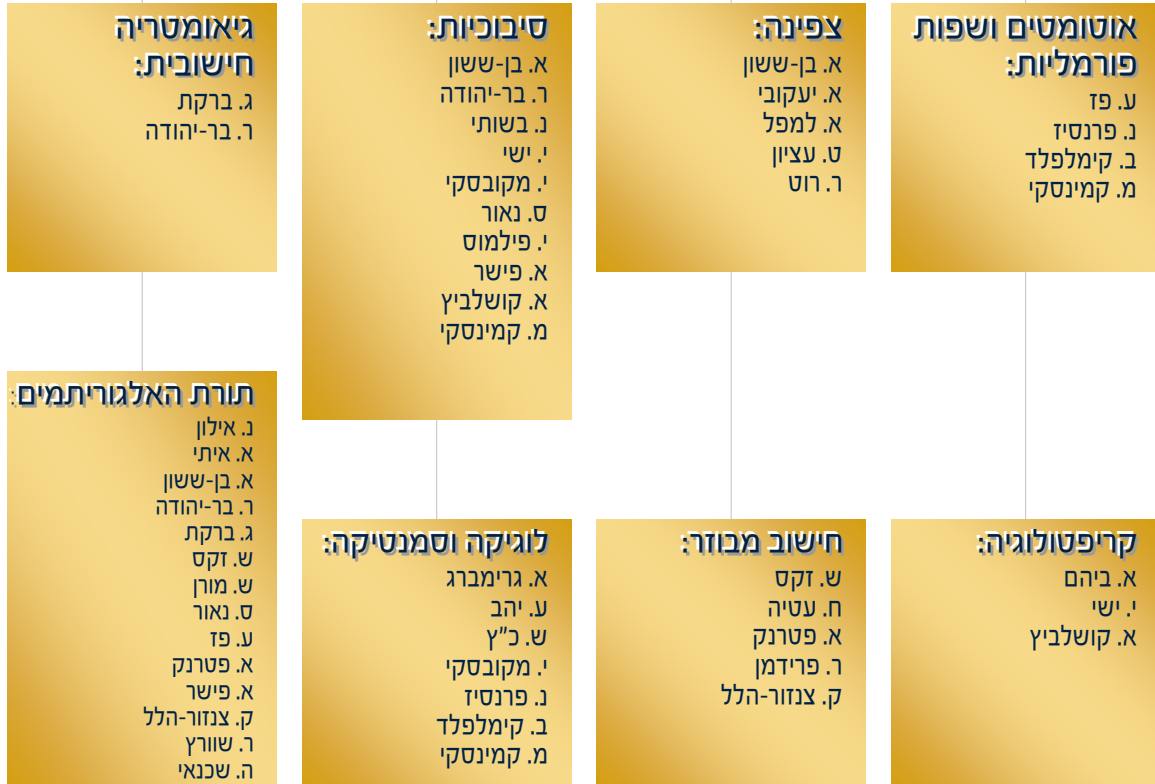 אוטומטים ושפות
פורמליות:
ע. פז
נ. פרנסיז
ב. קימלפלד
מ. קמינסקי
צפינה:
א. בן-ששון
א. יעקובי
א. למפל
ט. עציון
ר. רוט
סיבוכיות:
א. בן-ששון
ר. בר-יהודה
נ. בשותי
י. ישי
י. מקובסקי
ס. נאור
י. פילמוס
א. פישר
א. קושלביץ
מ. קמינסקי
גיאומטריה
חישובית:
ג. ברקת
ר. בר-יהודה
קריפטולוגיה:
א. ביהם
י. ישי
א. קושלביץ
חישוב מבוזר:
ש. זקס
ח. עטיה
א. פטרנק
ר. פרידמן
ק. צנזור-הלל
לוגיקה וסמנטיקה:
א. גרימברג
ע. יהב
ש. כ"ץ
י. מקובסקי
נ. פרנסיז
ב. קימלפלד
מ. קמינסקי
תורת האלגוריתמים:
נ. אילון
א. איתי
א. בן-ששון
ר. בר-יהודה
ג. ברקת
ש. זקס
ש. מורן
ס. נאור
ע. פז
א. פטרנק
א. פישר
ק. צנזור-הלל
ר. שוורץ
ה. שכנאי